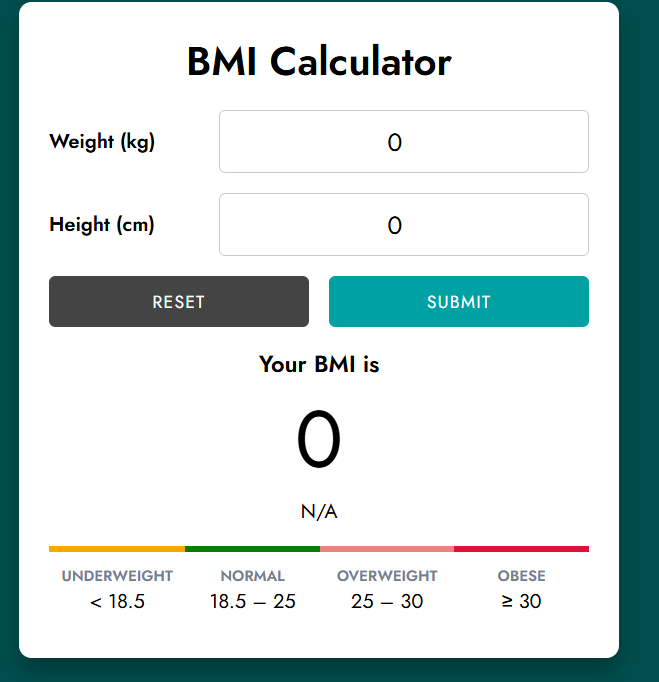 BMI Calculator
Weight (kg) 0
Height (cm) 0
RESET SUBMIT
Your BMI is
0
N/A
UNDERWEIGHT NORMAL OVERWEIGHT OBESE
< 18.5 18.5 – 25 25 – 30 ≥ 30